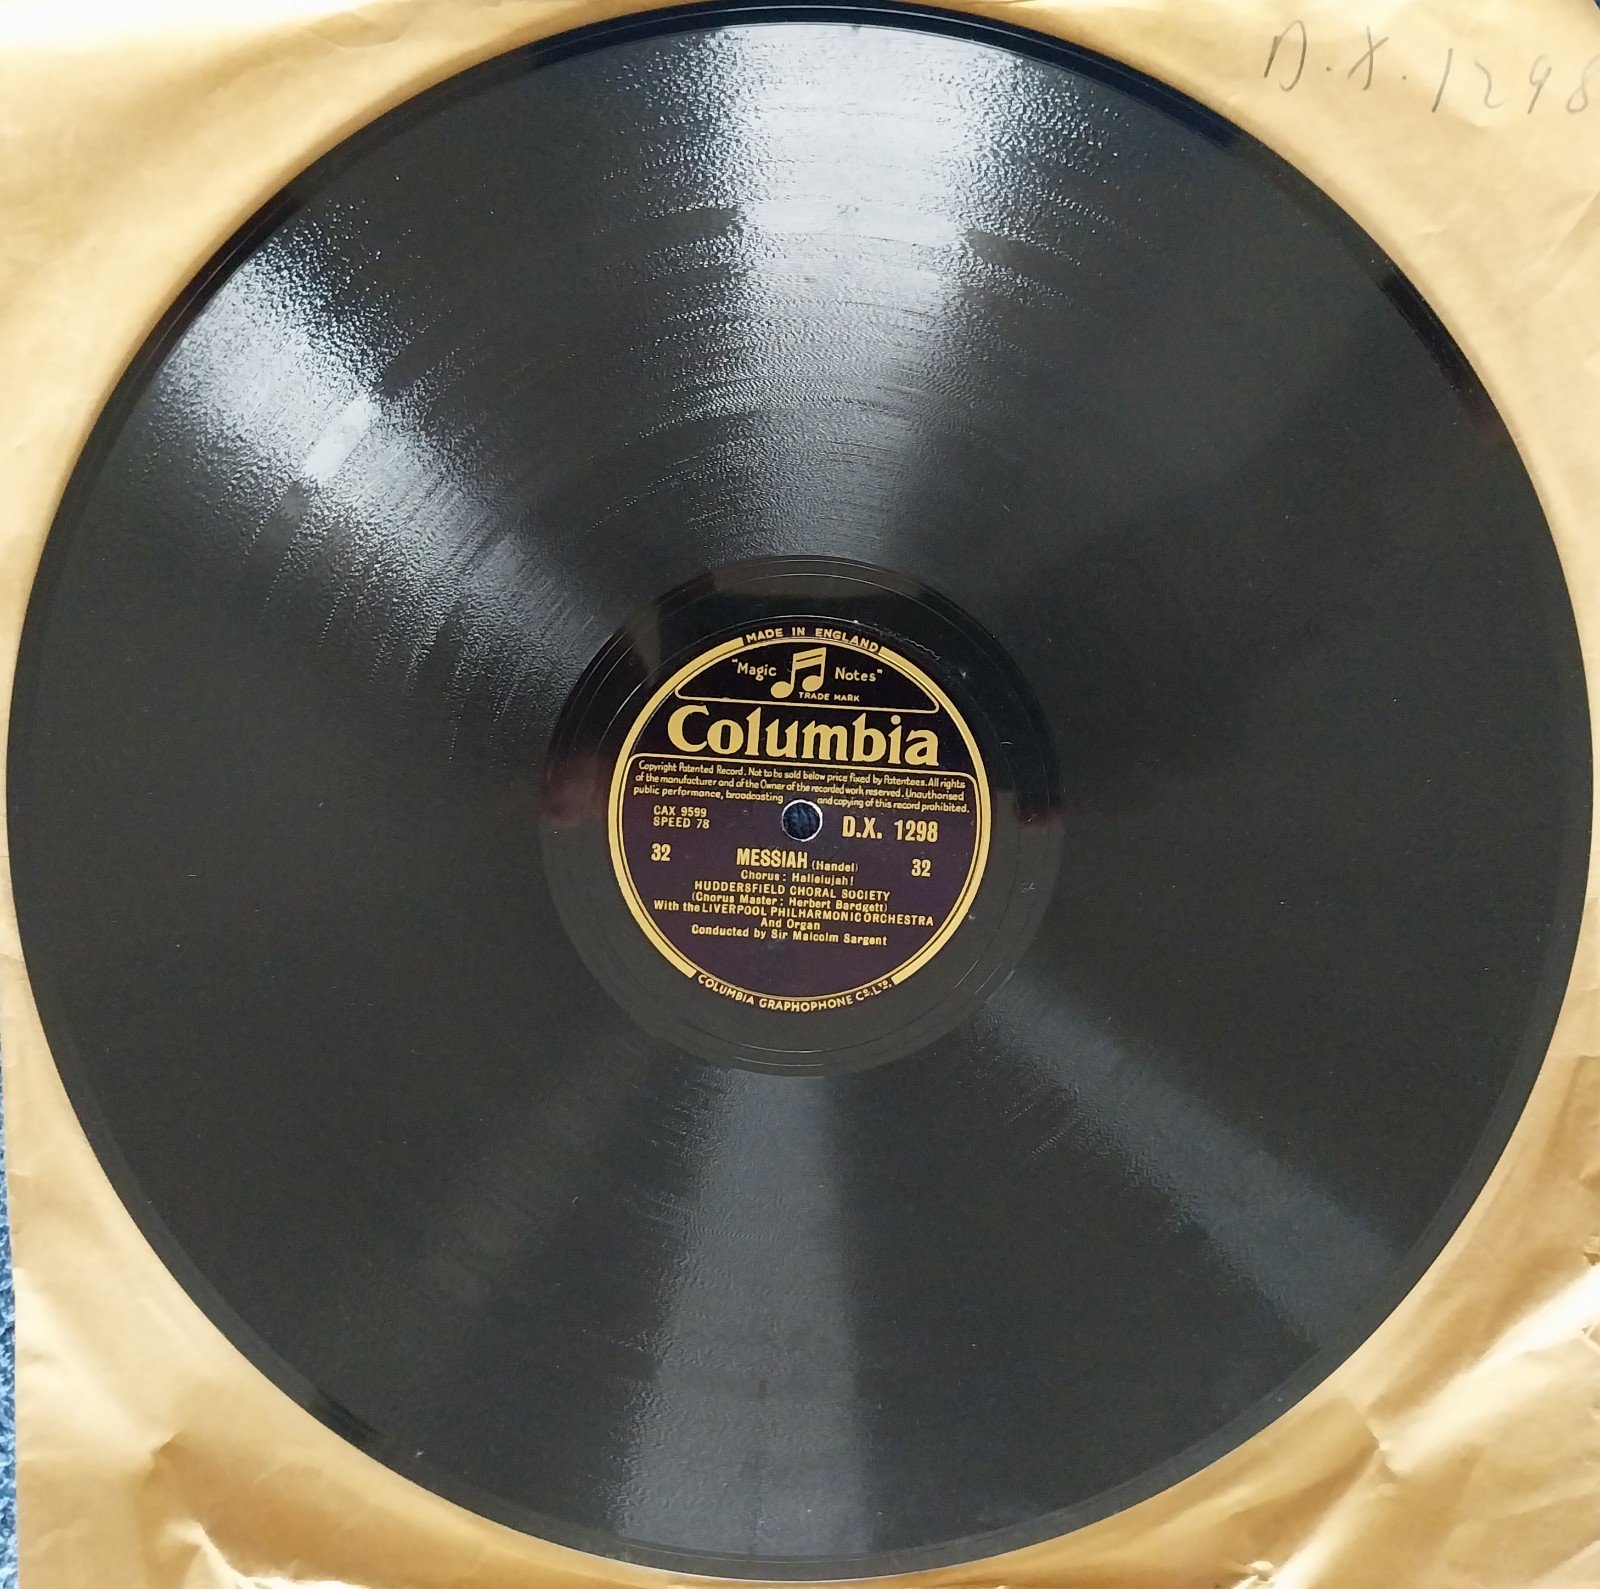 D.X. 1298
MADE IN ENGLAND
"Magic Notes"
TRADE MARK
Columbia
Copyright Patented Record. Not to be sold below price fixed by Patentees. All rights
of the manufacturer and of the Owner of the recorded work reserved. Unauthorised
public performance, broadcasting and copying of this record prohibited.
CAX 9599
SPEED 78
D.X. 1298
32 MESSIAH (Handel) 32
Chorus: Hallelujah!
HUDDERSFIELD CHORAL SOCIETY
(Chorus Master: Herbert Bardgett)
With the LIVERPOOL PHILHARMONIC ORCHESTRA
And Organ
Conducted by Sir Malcolm Sargent
COLUMBIA GRAPHOPHONE Co. LTD.